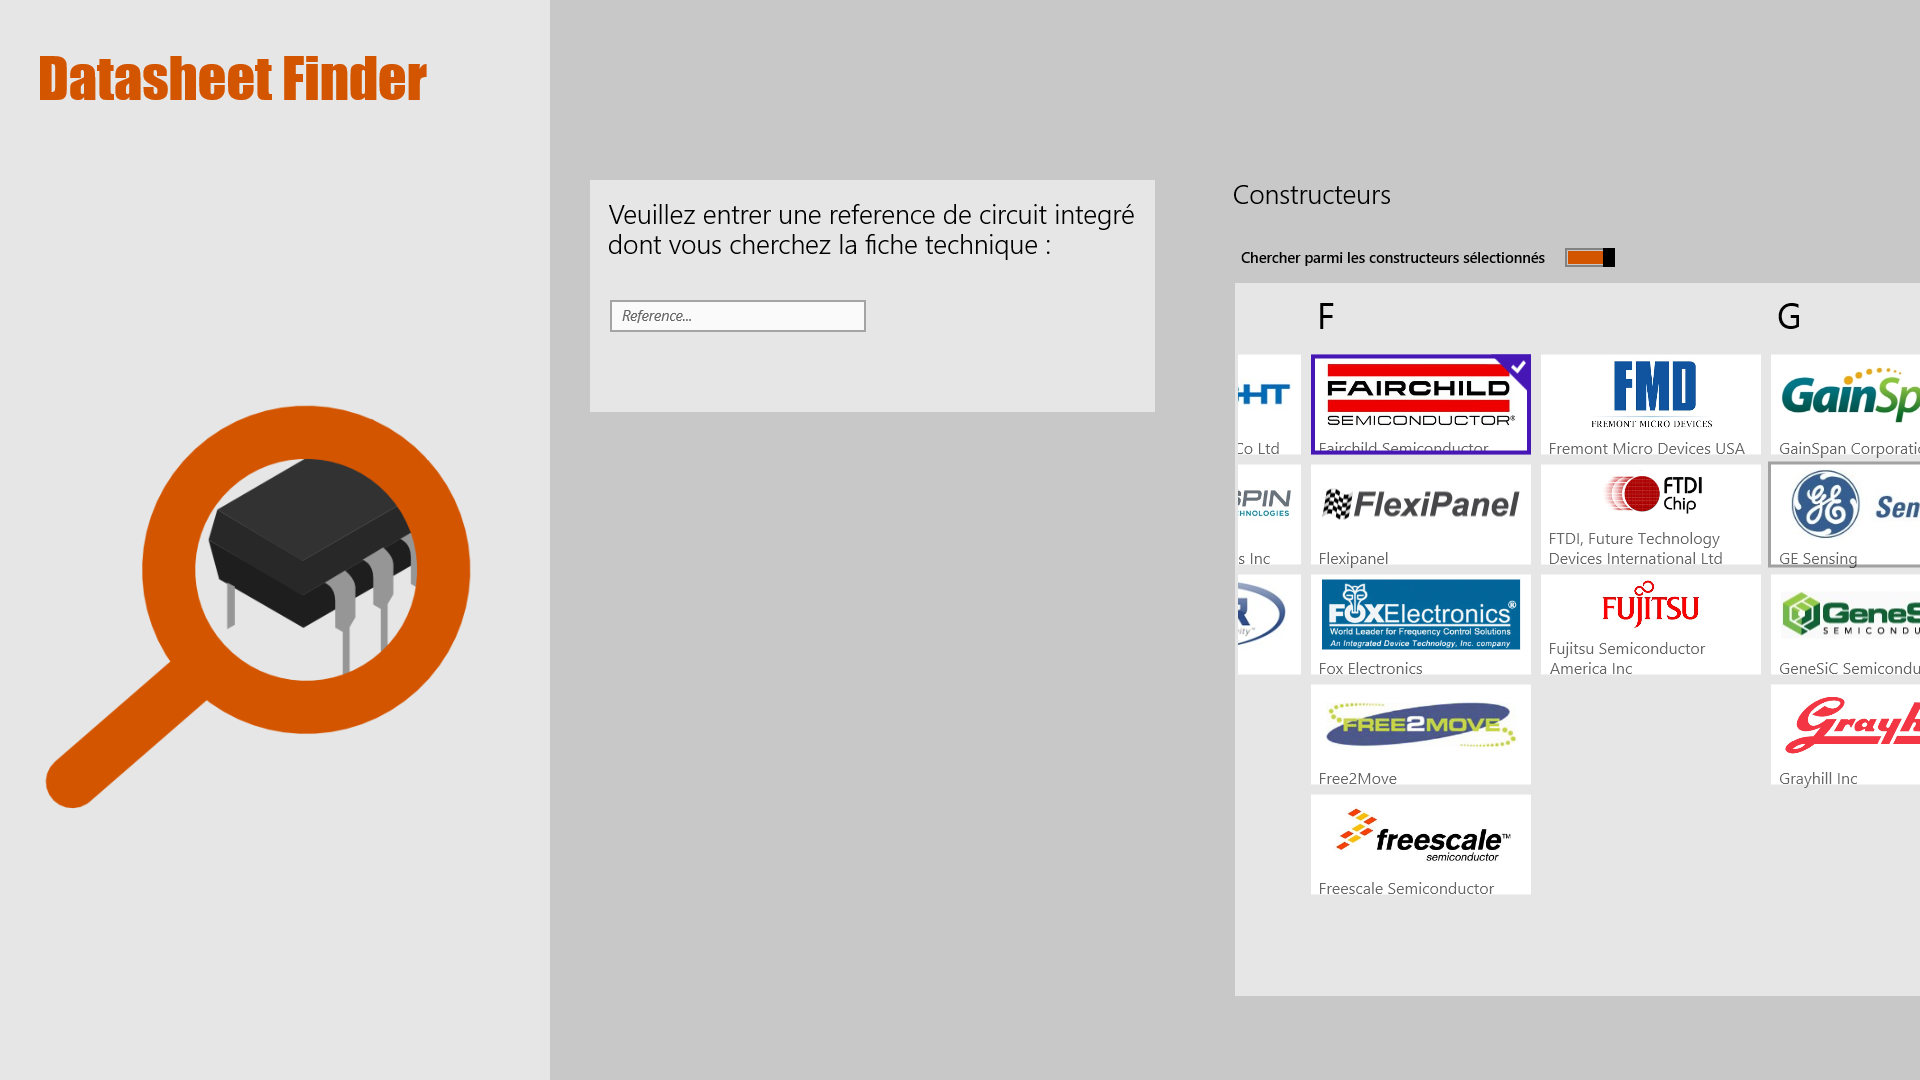 Datasheet Finder
Veuillez entrer une reference de circuit integré
dont vous cherchez la fiche technique :
Reference...
Constructeurs
Chercher parmi les constructeurs sélectionnés
F
G
HT
Co Ltd
FAIRCHILD
SEMICONDUCTOR®
Fairchild Semiconductor
FMD
FREMONT MICRO DEVICES
Fremont Micro Devices USA
GainSp
GainSpan Corporatio
SPIN
HNOLOGIES
s Inc
FlexiPanel
Flexipanel
FTDI
Chip
FTDI, Future Technology
Devices International Ltd
GE Sen
GE Sensing
R
ity™
FOXElectronics®
World Leader for Frequency Control Solutions
An Integrated Device Technology, Inc. company
Fox Electronics
FUJITSU
Fujitsu Semiconductor
America Inc
GeneS
SEMICONDU
GeneSiC Semicondu
FREE2MOVE
Free2Move
Grayh
Grayhill Inc
freescale™
semiconductor
Freescale Semiconductor